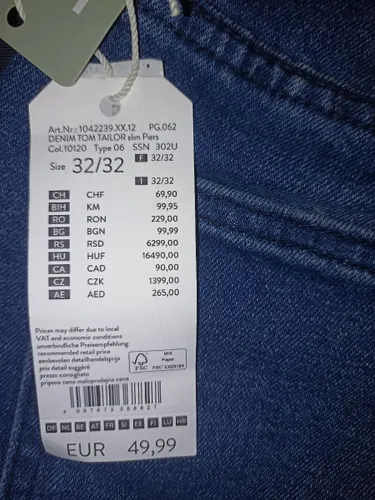 Art.Nr.: 1042239.XX.12 PG.062
DENIM TOM TAILOR slim Piers
Col.10120 Type 06 SSN 302U
Size 32/32 F 32/32
I 32/32
CH CHF 69,90
BIH KM 99,95
RO RON 229,00
BG BGN 99,99
RS RSD 6299,00
HU HUF 16490,00
CA CAD 90,00
CZ CZK 1399,00
AE AED 265,00
Prices may differ due to local
VAT and economic conditions
unverbindliche Preisempfehlung
recommended retail price
aanbevolen detailhandelsprijs
prix detail suggéré
prezzo consigliato
priporo cena maloprodajna cena
FSC
MIX
Paper
DE NL BE AT FR SI EE FI LU HR
EUR 49,99